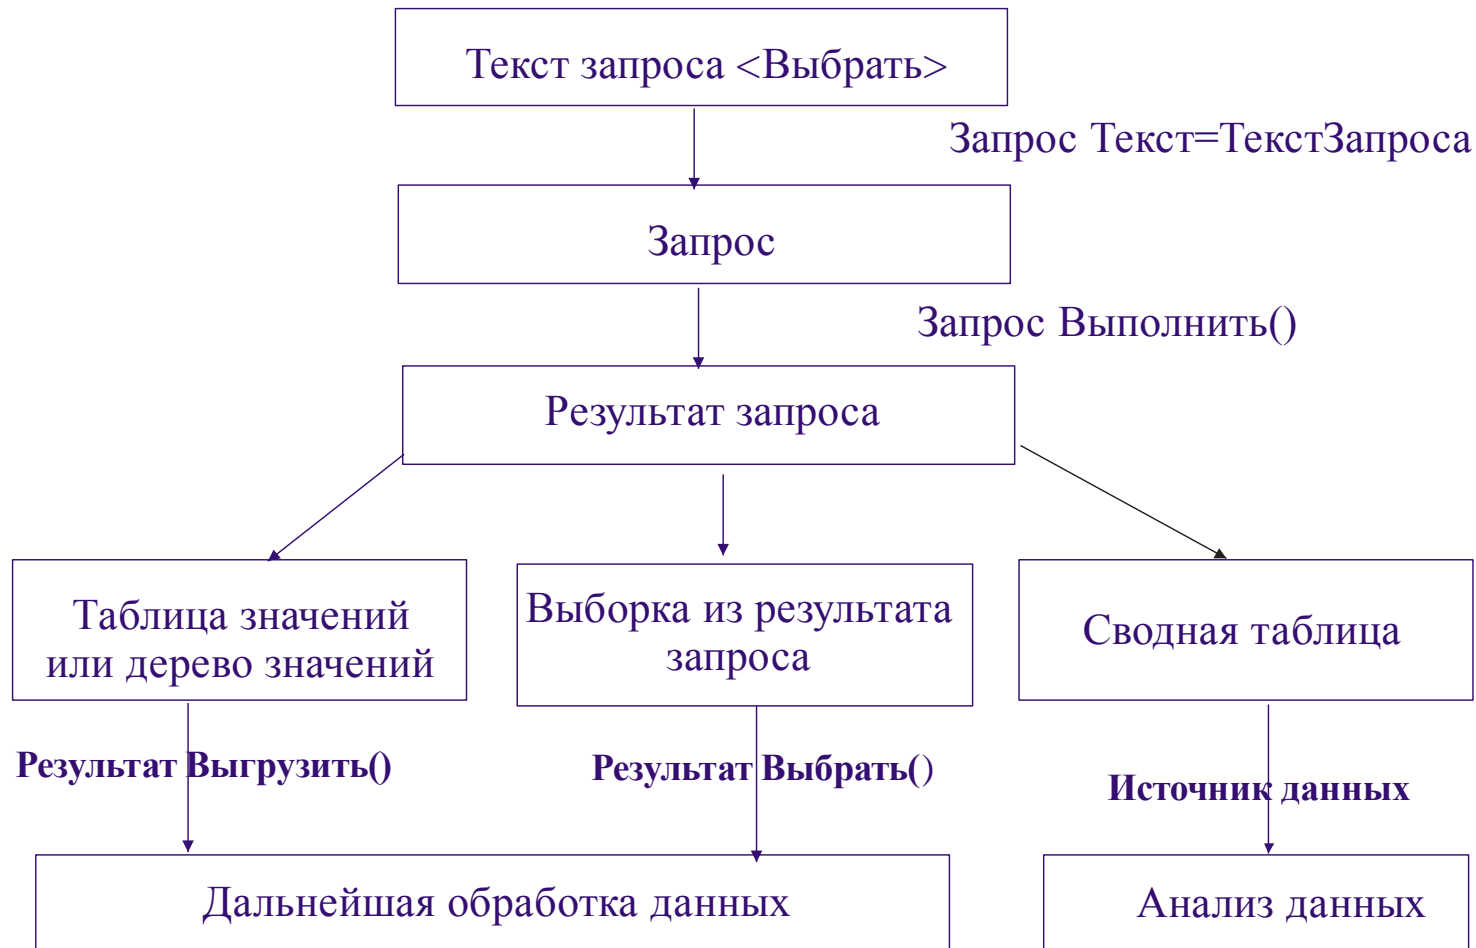 Текст запроса <Выбрать>
Запрос Текст=ТекстЗапроса
Запрос
Запрос Выполнить()
Результат запроса
Таблица значений
или дерево значений
Выборка из результата
запроса
Сводная таблица
Результат Выгрузить()
Результат Выбрать()
Источник данных
Дальнейшая обработка данных
Анализ данных